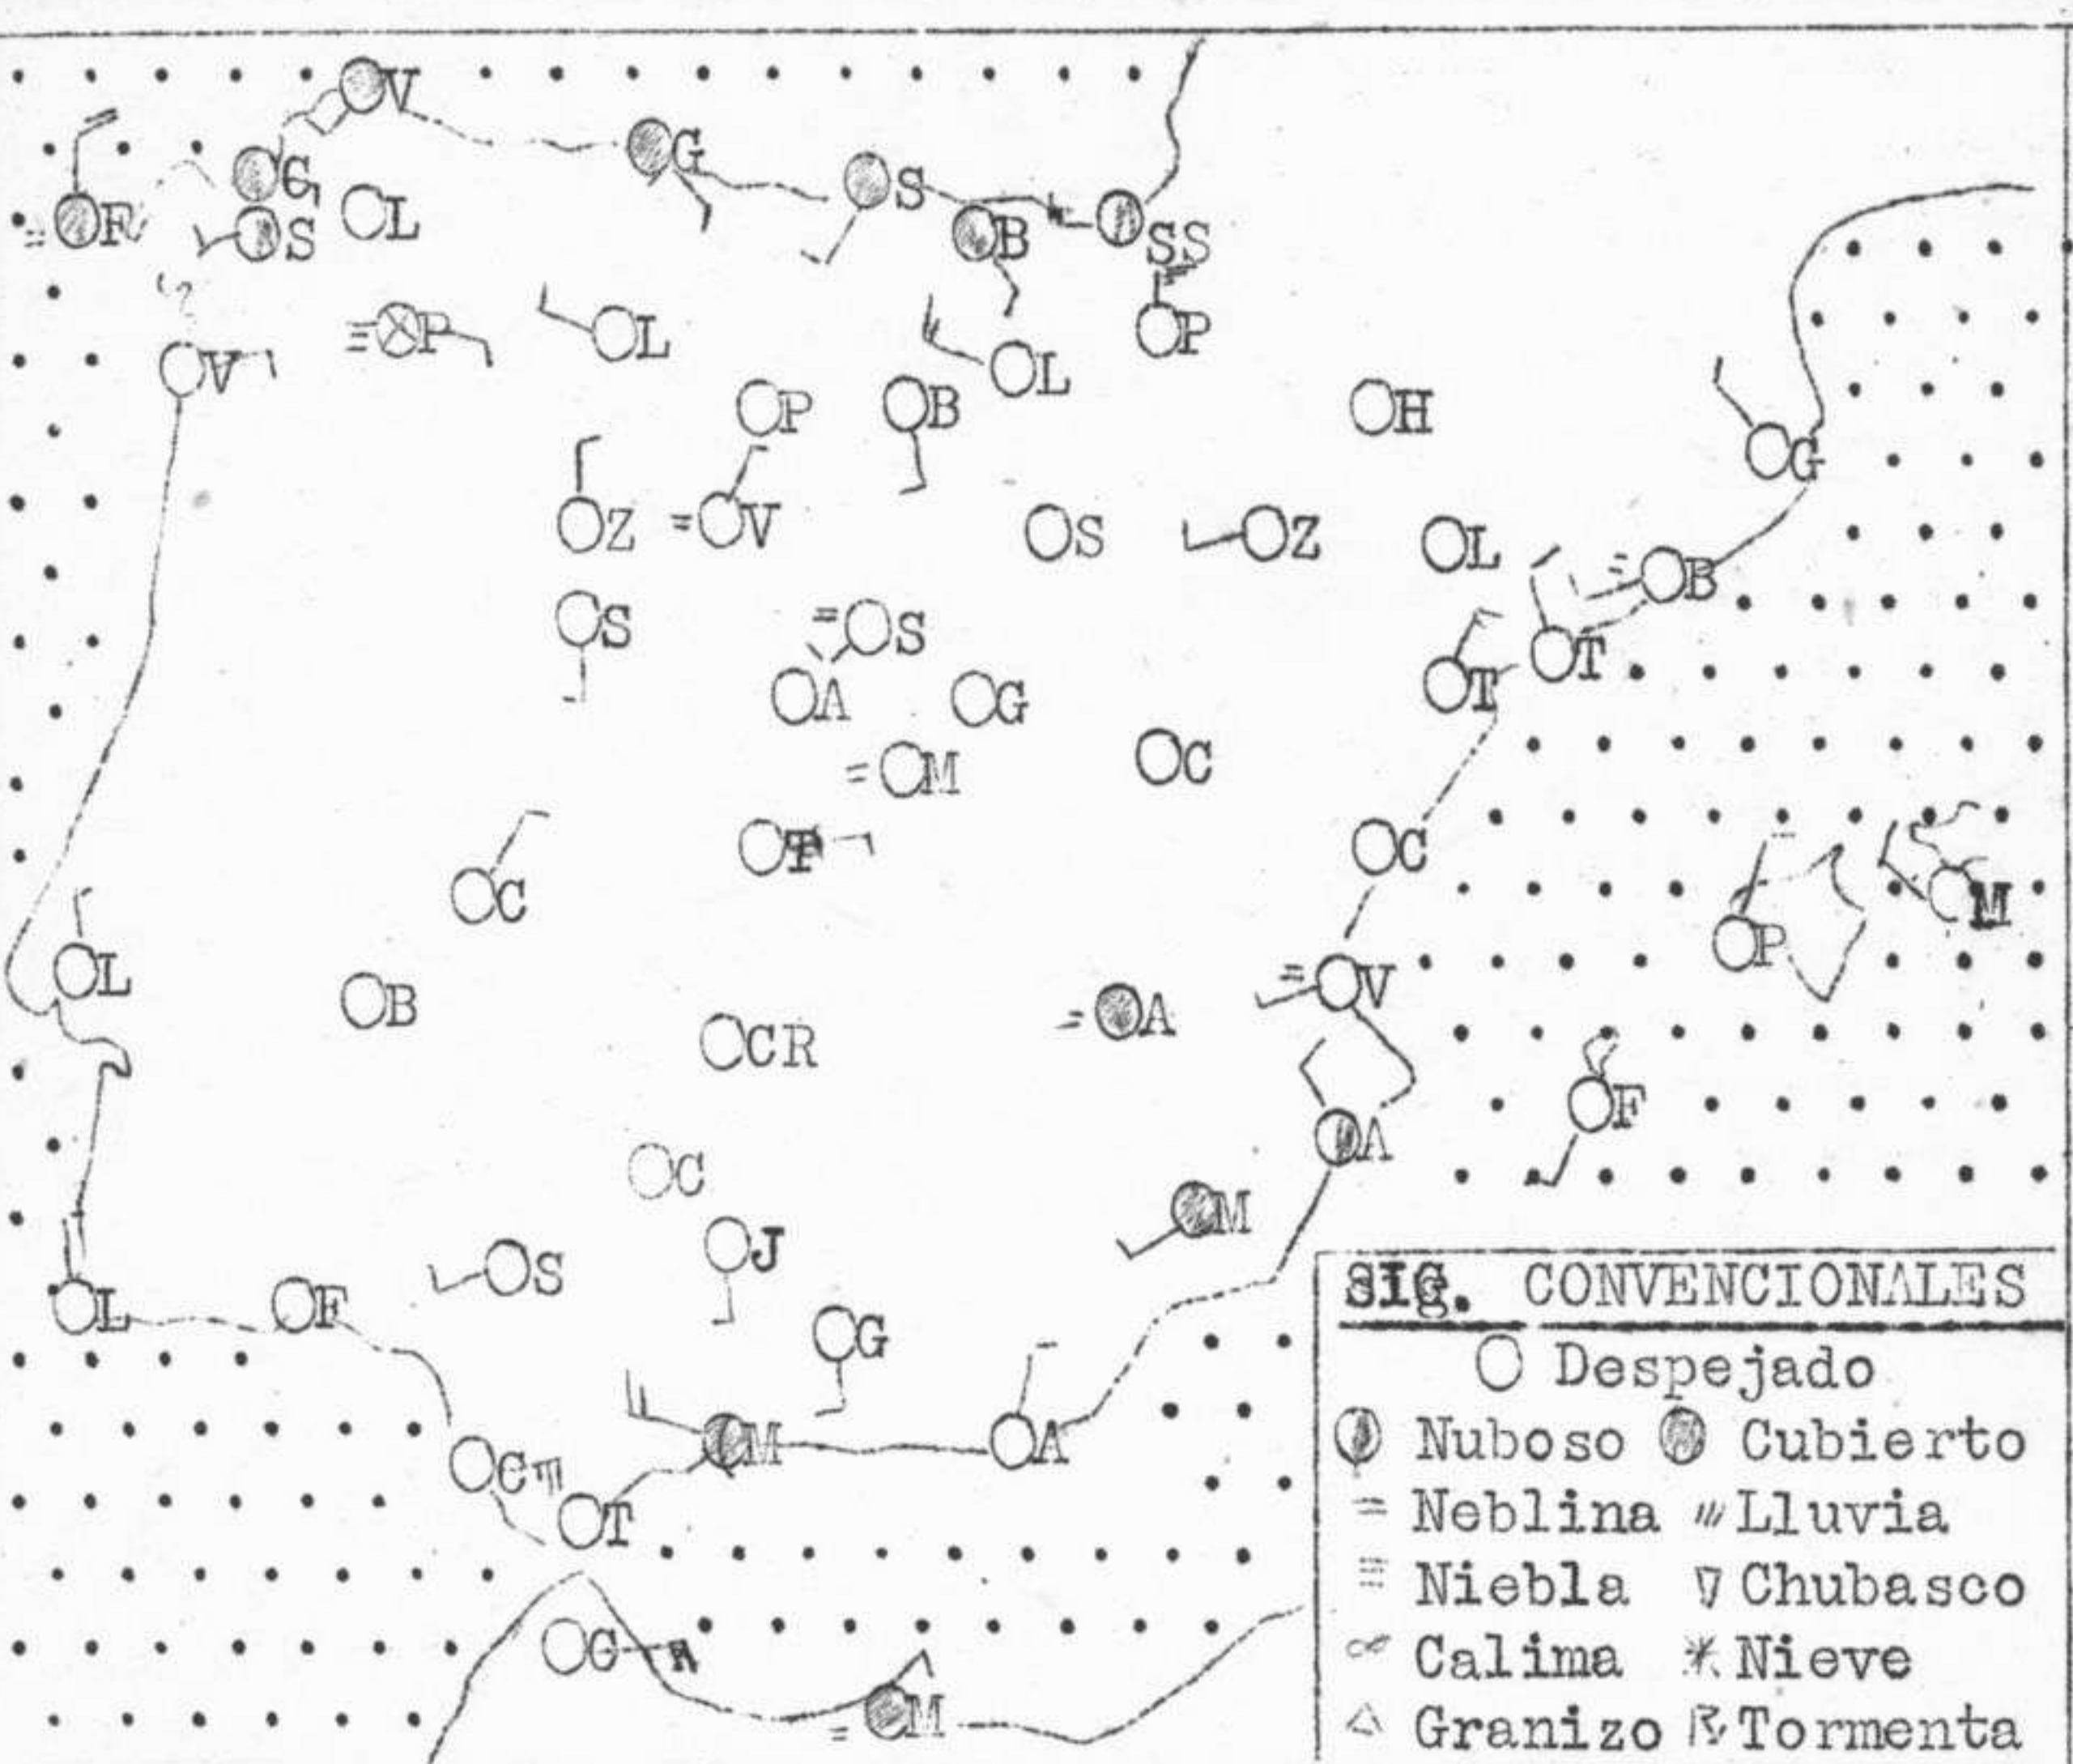 V
G
G
S
F
S
L
B
SS
V
P
L
L
P
P
B
H
G
Z
V
S
Z
L
B
S
S
T
A
G
T
M
C
T
C
C
M
L
P
B
V
CR
A
F
A
C
M
J
L
F
S
G
M
A
C
T
G
M
SIG. CONVENCIONALES
Despejado
Nuboso Cubierto
Neblina Lluvia
Niebla Chubasco
Calima Nieve
Granizo Tormenta